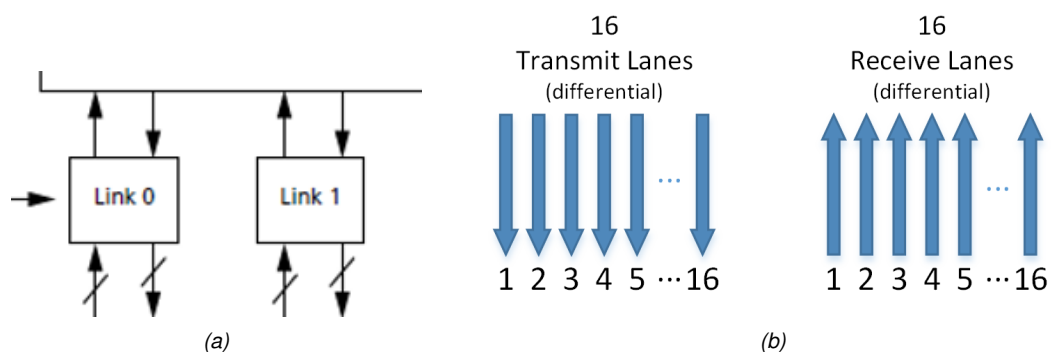 Link 0
Link 1
(a)
16
Transmit Lanes
(differential)
...
1 2 3 4 5 ...16
16
Receive Lanes
(differential)
...
1 2 3 4 5 ...16
(b)